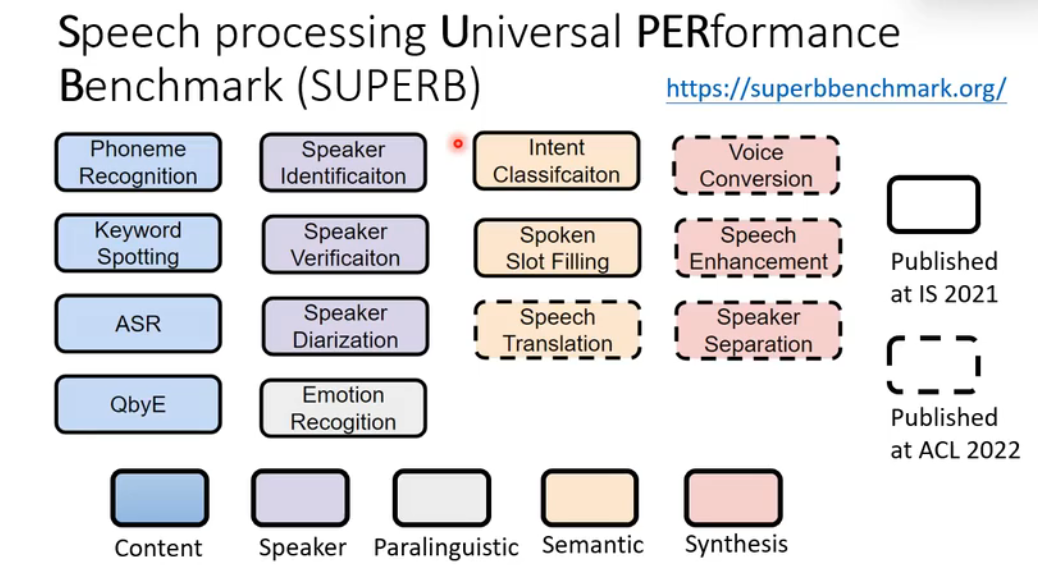 Speech processing Universal PERformance
Benchmark (SUPERB)
https://superbbenchmark.org/
Phoneme
Recognition
Speaker
Identificaiton
Intent
Classifcaiton
Voice
Conversion
Keyword
Spotting
Speaker
Verificaiton
Spoken
Slot Filling
Speech
Enhancement
Published
at IS 2021
ASR
Speaker
Diarization
Speech
Translation
Speaker
Separation
QbyE
Emotion
Recogition
Published
at ACL 2022
Content
Speaker
Paralinguistic
Semantic
Synthesis